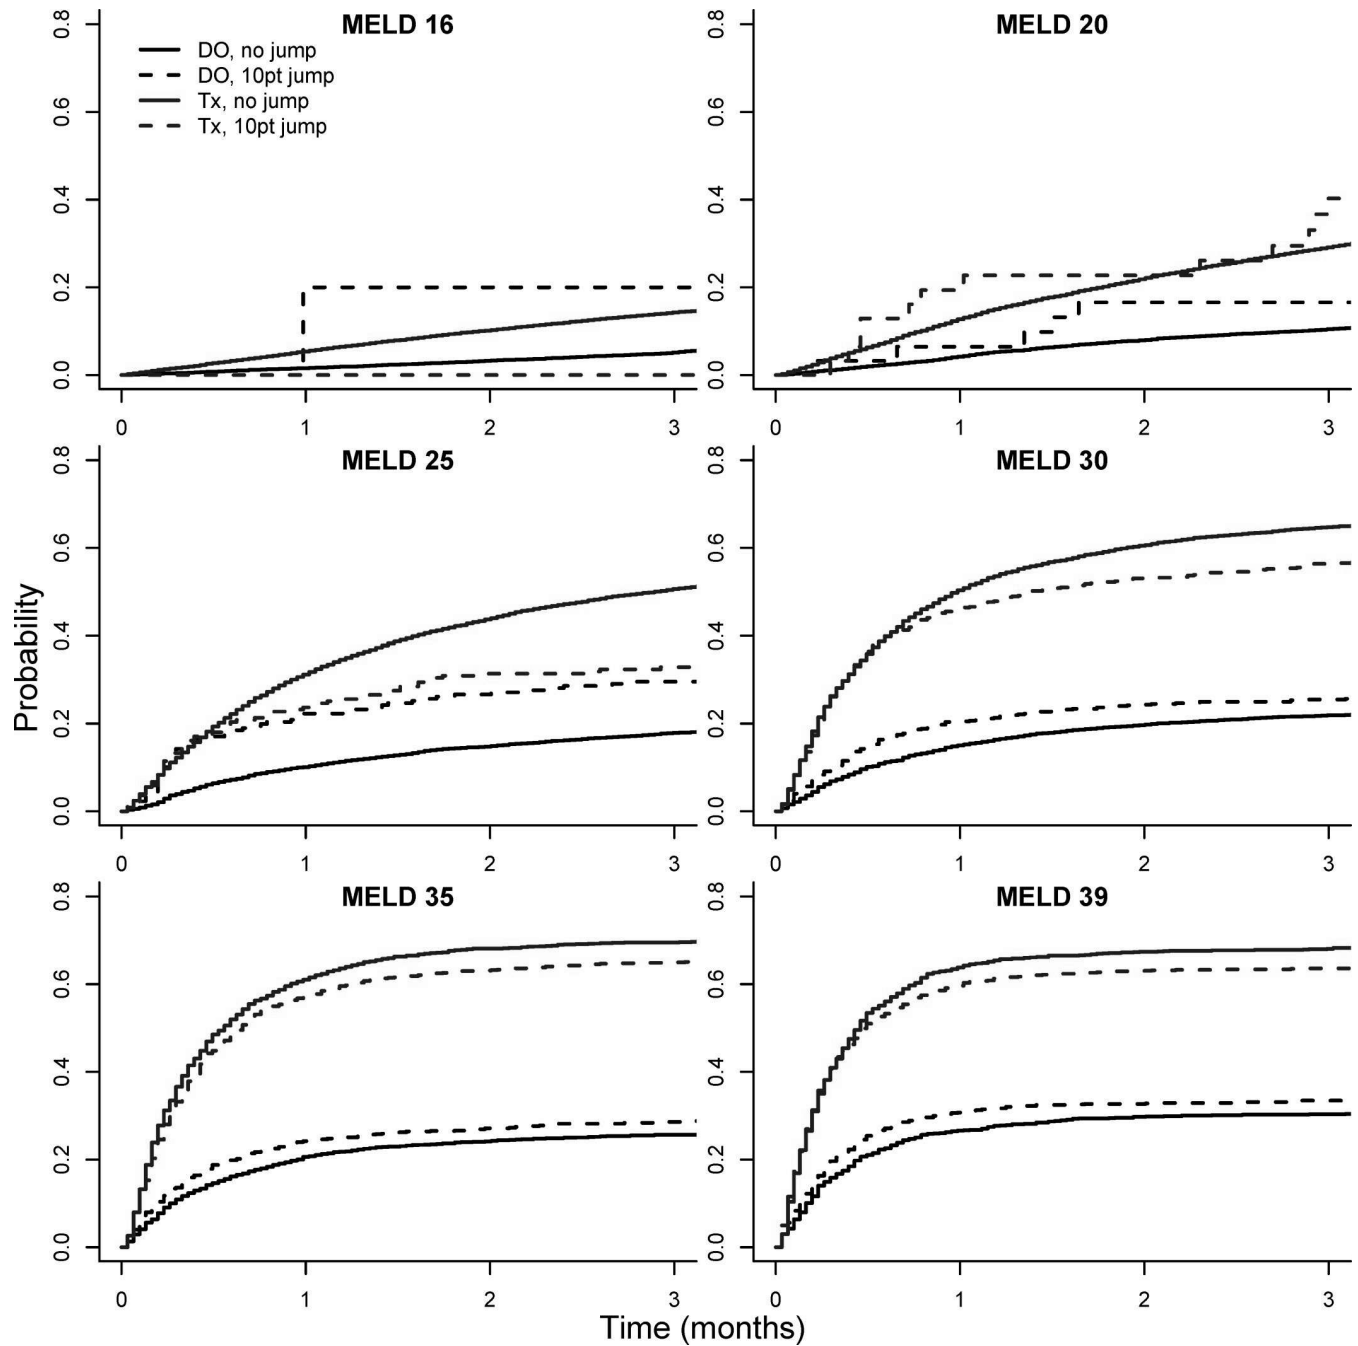 MELD 16
DO, no jump
DO, 10pt jump
Tx, no jump
Tx, 10pt jump
0.0 0.2 0.4 0.6 0.8
0 1 2 3
MELD 20
0.0 0.2 0.4 0.6 0.8
0 1 2 3
MELD 25
0.0 0.2 0.4 0.6 0.8
0 1 2 3
MELD 30
0.0 0.2 0.4 0.6 0.8
0 1 2 3
Probability
MELD 35
0.0 0.2 0.4 0.6 0.8
0 1 2 3
MELD 39
0.0 0.2 0.4 0.6 0.8
0 1 2 3
Time (months)